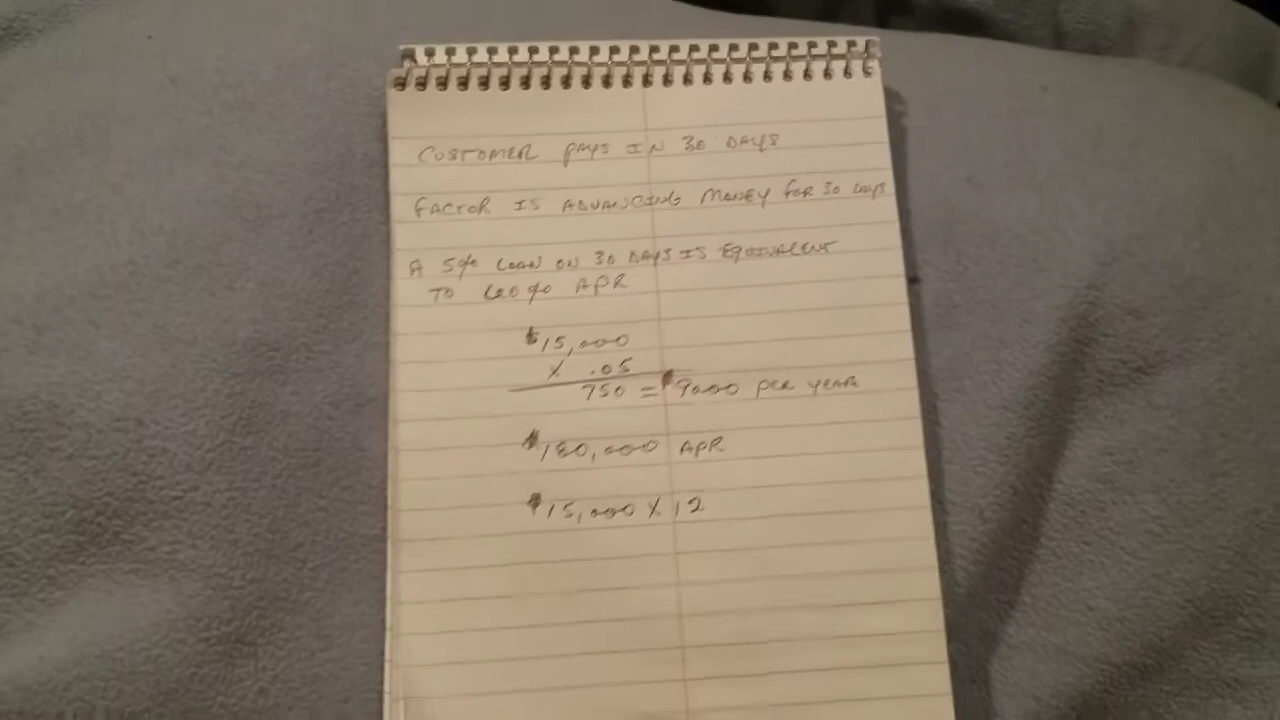 CUSTOMER PAYS IN 30 DAYS
FACTOR IS ADVANCING MONEY FOR 30 DAYS
A 5% LOAN ON 30 DAYS IS EQUIVALENT
TO 60% APR
$15,000
X .05
750 = $9000 PER YEAR
$180,000 APR
$15,000 X 12